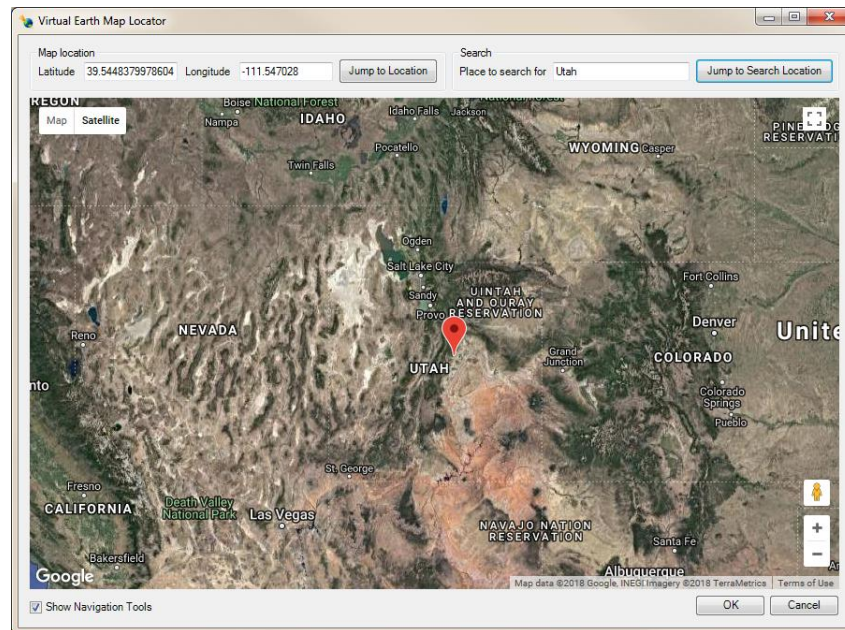 Virtual Earth Map Locator
Map location
Latitude 39.5448379978604 Longitude -111.547028 Jump to Location
Search
Place to search for Utah Jump to Search Location
Map Satellite
REGON
Boise National Forest
Nampa
IDAHO
Idaho Falls
Jackson
National Forest
Pocatello
Twin Falls
WYOMING
Casper
PINE
RESERVATI
Ogden
Salt Lake City
Sandy
Provo
UINTAH
AND OURAY
RESERVATION
Fort Collins
Reno
NEVADA
UTAH
Grand
Junction
Denver
COLORADO
Unite
nto
Colorado
Springs
Pueblo
St. George
Fresno
CALIFORNIA
Death Valley
National Park
Las Vegas
NAVAJO NATION
RESERVATION
Santa Fe
Bakersfield
Albuquerque
Google
Map data ©2018 Google, INEGI Imagery ©2018 TerraMetrics Terms of Use
Show Navigation Tools
OK Cancel